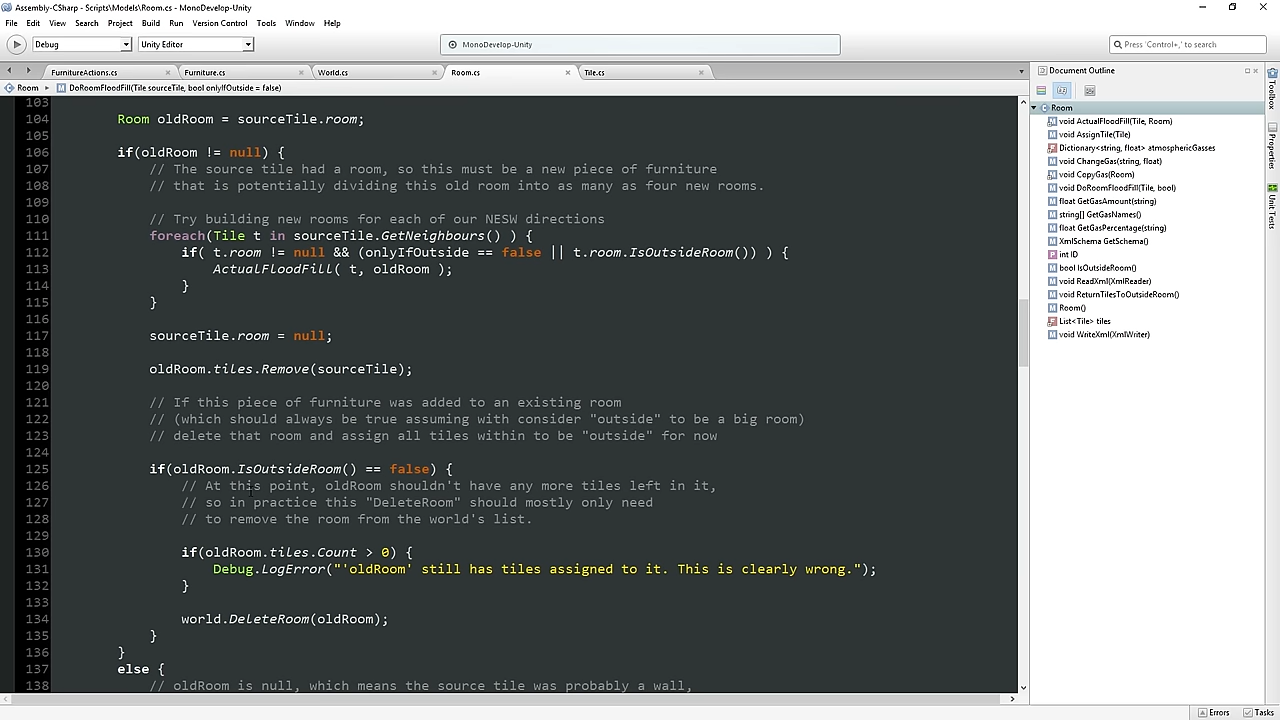 Assembly-CSharp - Scripts\Models\Room.cs - MonoDevelop-Unity
File Edit View Search Project Build Run Version Control Tools Window Help
Debug Unity Editor MonoDevelop-Unity Press 'Control+,' to search
FurnitureActions.cs Furniture.cs World.cs Room.cs Tile.cs
Room DoRoomFloodFill(Tile sourceTile, bool onlyIfOutside = false)
103
104 Room oldRoom = sourceTile.room;
105
106 if(oldRoom != null) {
107 // The source tile had a room, so this must be a new piece of furniture
108 // that is potentially dividing this old room into as many as four new rooms.
109
110 // Try building new rooms for each of our NESW directions
111 foreach(Tile t in sourceTile.GetNeighbours() ) {
112 if( t.room != null && (onlyIfOutside == false || t.room.IsOutsideRoom()) ) {
113 ActualFloodFill( t, oldRoom );
114 }
115 }
116
117 sourceTile.room = null;
118
119 oldRoom.tiles.Remove(sourceTile);
120
121 // If this piece of furniture was added to an existing room
122 // (which should always be true assuming with consider "outside" to be a big room)
123 // delete that room and assign all tiles within to be "outside" for now
124
125 if(oldRoom.IsOutsideRoom() == false) {
126 // At this point, oldRoom shouldn't have any more tiles left in it,
127 // so in practice this "DeleteRoom" should mostly only need
128 // to remove the room from the world's list.
129
130 if(oldRoom.tiles.Count > 0) {
131 Debug.LogError("'oldRoom' still has tiles assigned to it. This is clearly wrong.");
132 }
133
134 world.DeleteRoom(oldRoom);
135 }
136 }
137 else {
138 // oldRoom is null, which means the source tile was probably a wall,
Document Outline
Room
void ActualFloodFill(Tile, Room)
void AssignTile(Tile)
Dictionary<string, float> atmosphericGasses
void ChangeGas(string, float)
void CopyGas(Room)
void DoRoomFloodFill(Tile, bool)
float GetGasAmount(string)
string[] GetGasNames()
float GetGasPercentage(string)
XmlSchema GetSchema()
int ID
bool IsOutsideRoom()
void ReadXml(XmlReader)
void ReturnTilesToOutsideRoom()
Room()
List<Tile> tiles
void WriteXml(XmlWriter)
Toolbox
Properties
Unit Tests
Errors Tasks